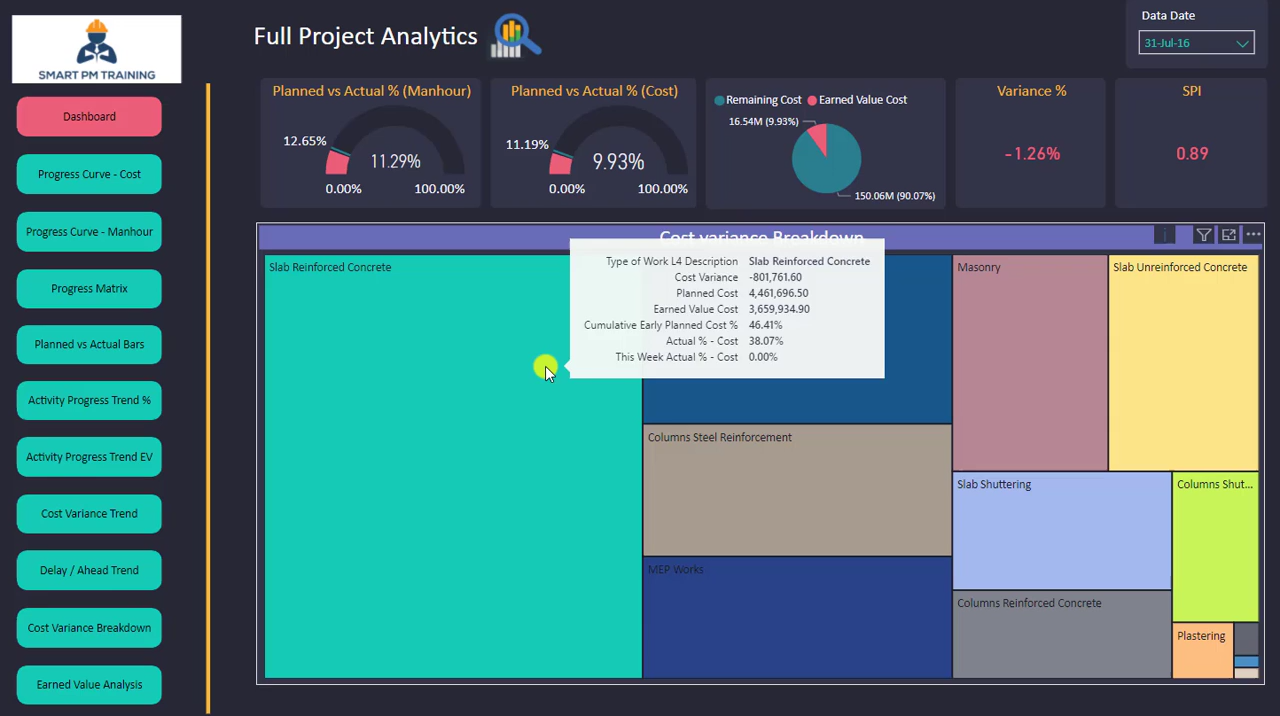 SMART PM TRAINING
Full Project Analytics
Data Date
31-Jul-16
Dashboard
Progress Curve - Cost
Progress Curve - Manhour
Progress Matrix
Planned vs Actual Bars
Activity Progress Trend %
Activity Progress Trend EV
Cost Variance Trend
Delay / Ahead Trend
Cost Variance Breakdown
Earned Value Analysis
Planned vs Actual % (Manhour)
12.65%
11.29%
0.00%
100.00%
Planned vs Actual % (Cost)
11.19%
9.93%
0.00%
100.00%
Remaining Cost
Earned Value Cost
16.54M (9.93%)
150.06M (90.07%)
Variance %
-1.26%
SPI
0.89
Cost variance Breakdown
Slab Reinforced Concrete
Type of Work L4 Description Slab Reinforced Concrete
Cost Variance -801,761.60
Planned Cost 4,461,696.50
Earned Value Cost 3,659,934.90
Cumulative Early Planned Cost % 46.41%
Actual % - Cost 38.07%
This Week Actual % - Cost 0.00%
Columns Steel Reinforcement
MEP Works
Masonry
Slab Unreinforced Concrete
Slab Shuttering
Columns Shut...
Columns Reinforced Concrete
Plastering